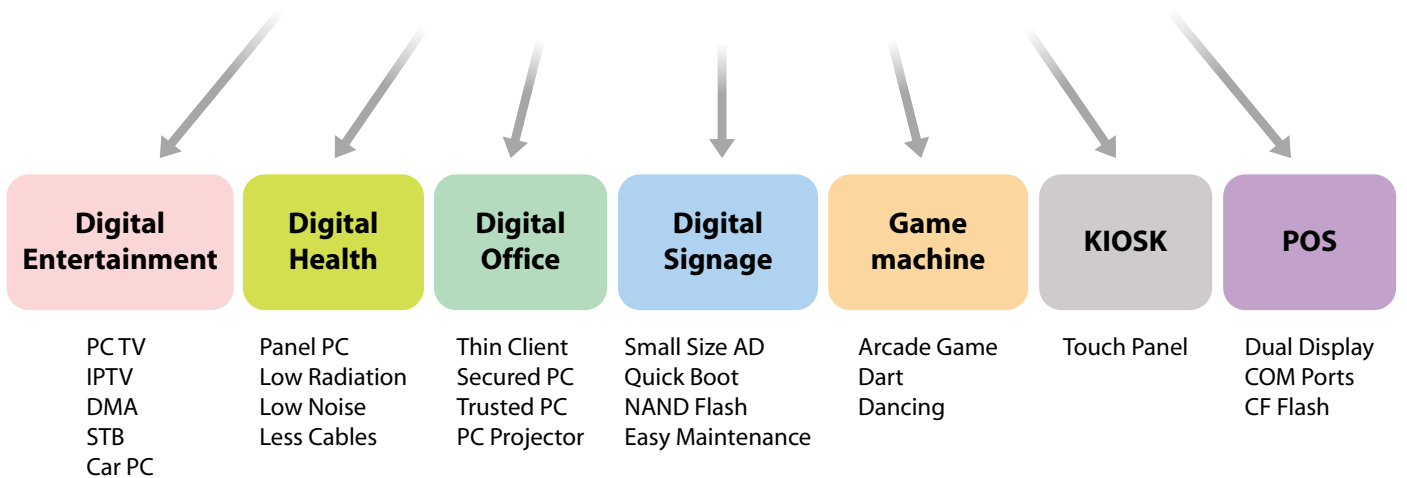 Digital
Entertainment
Digital
Health
Digital
Office
Digital
Signage
Game
machine
KIOSK
POS
PC TV
IPTV
DMA
STB
Car PC
Panel PC
Low Radiation
Low Noise
Less Cables
Thin Client
Secured PC
Trusted PC
PC Projector
Small Size AD
Quick Boot
NAND Flash
Easy Maintenance
Arcade Game
Dart
Dancing
Touch Panel
Dual Display
COM Ports
CF Flash